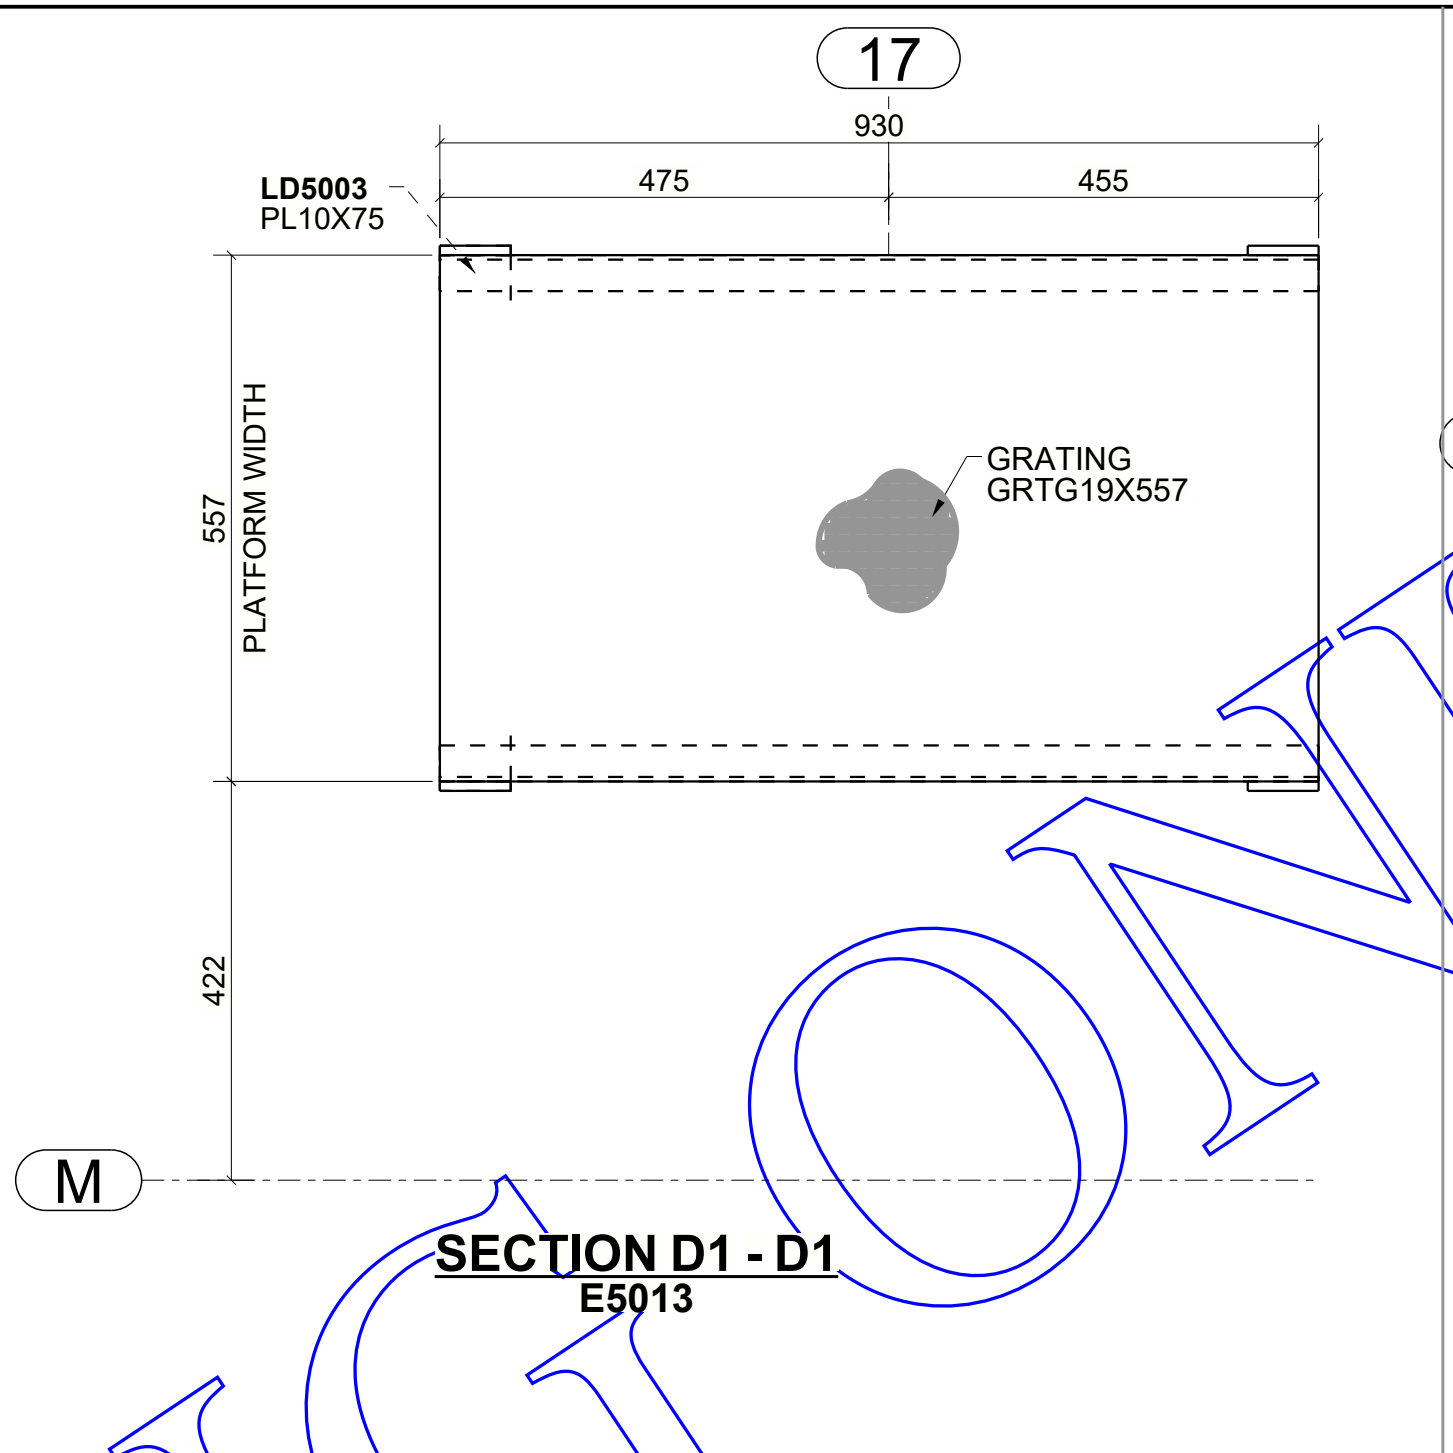 17
930
475
455
LD5003
PL10X75
557
PLATFORM WIDTH
GRATING
GRTG19X557
422
M
SECTION D1 - D1
E5013